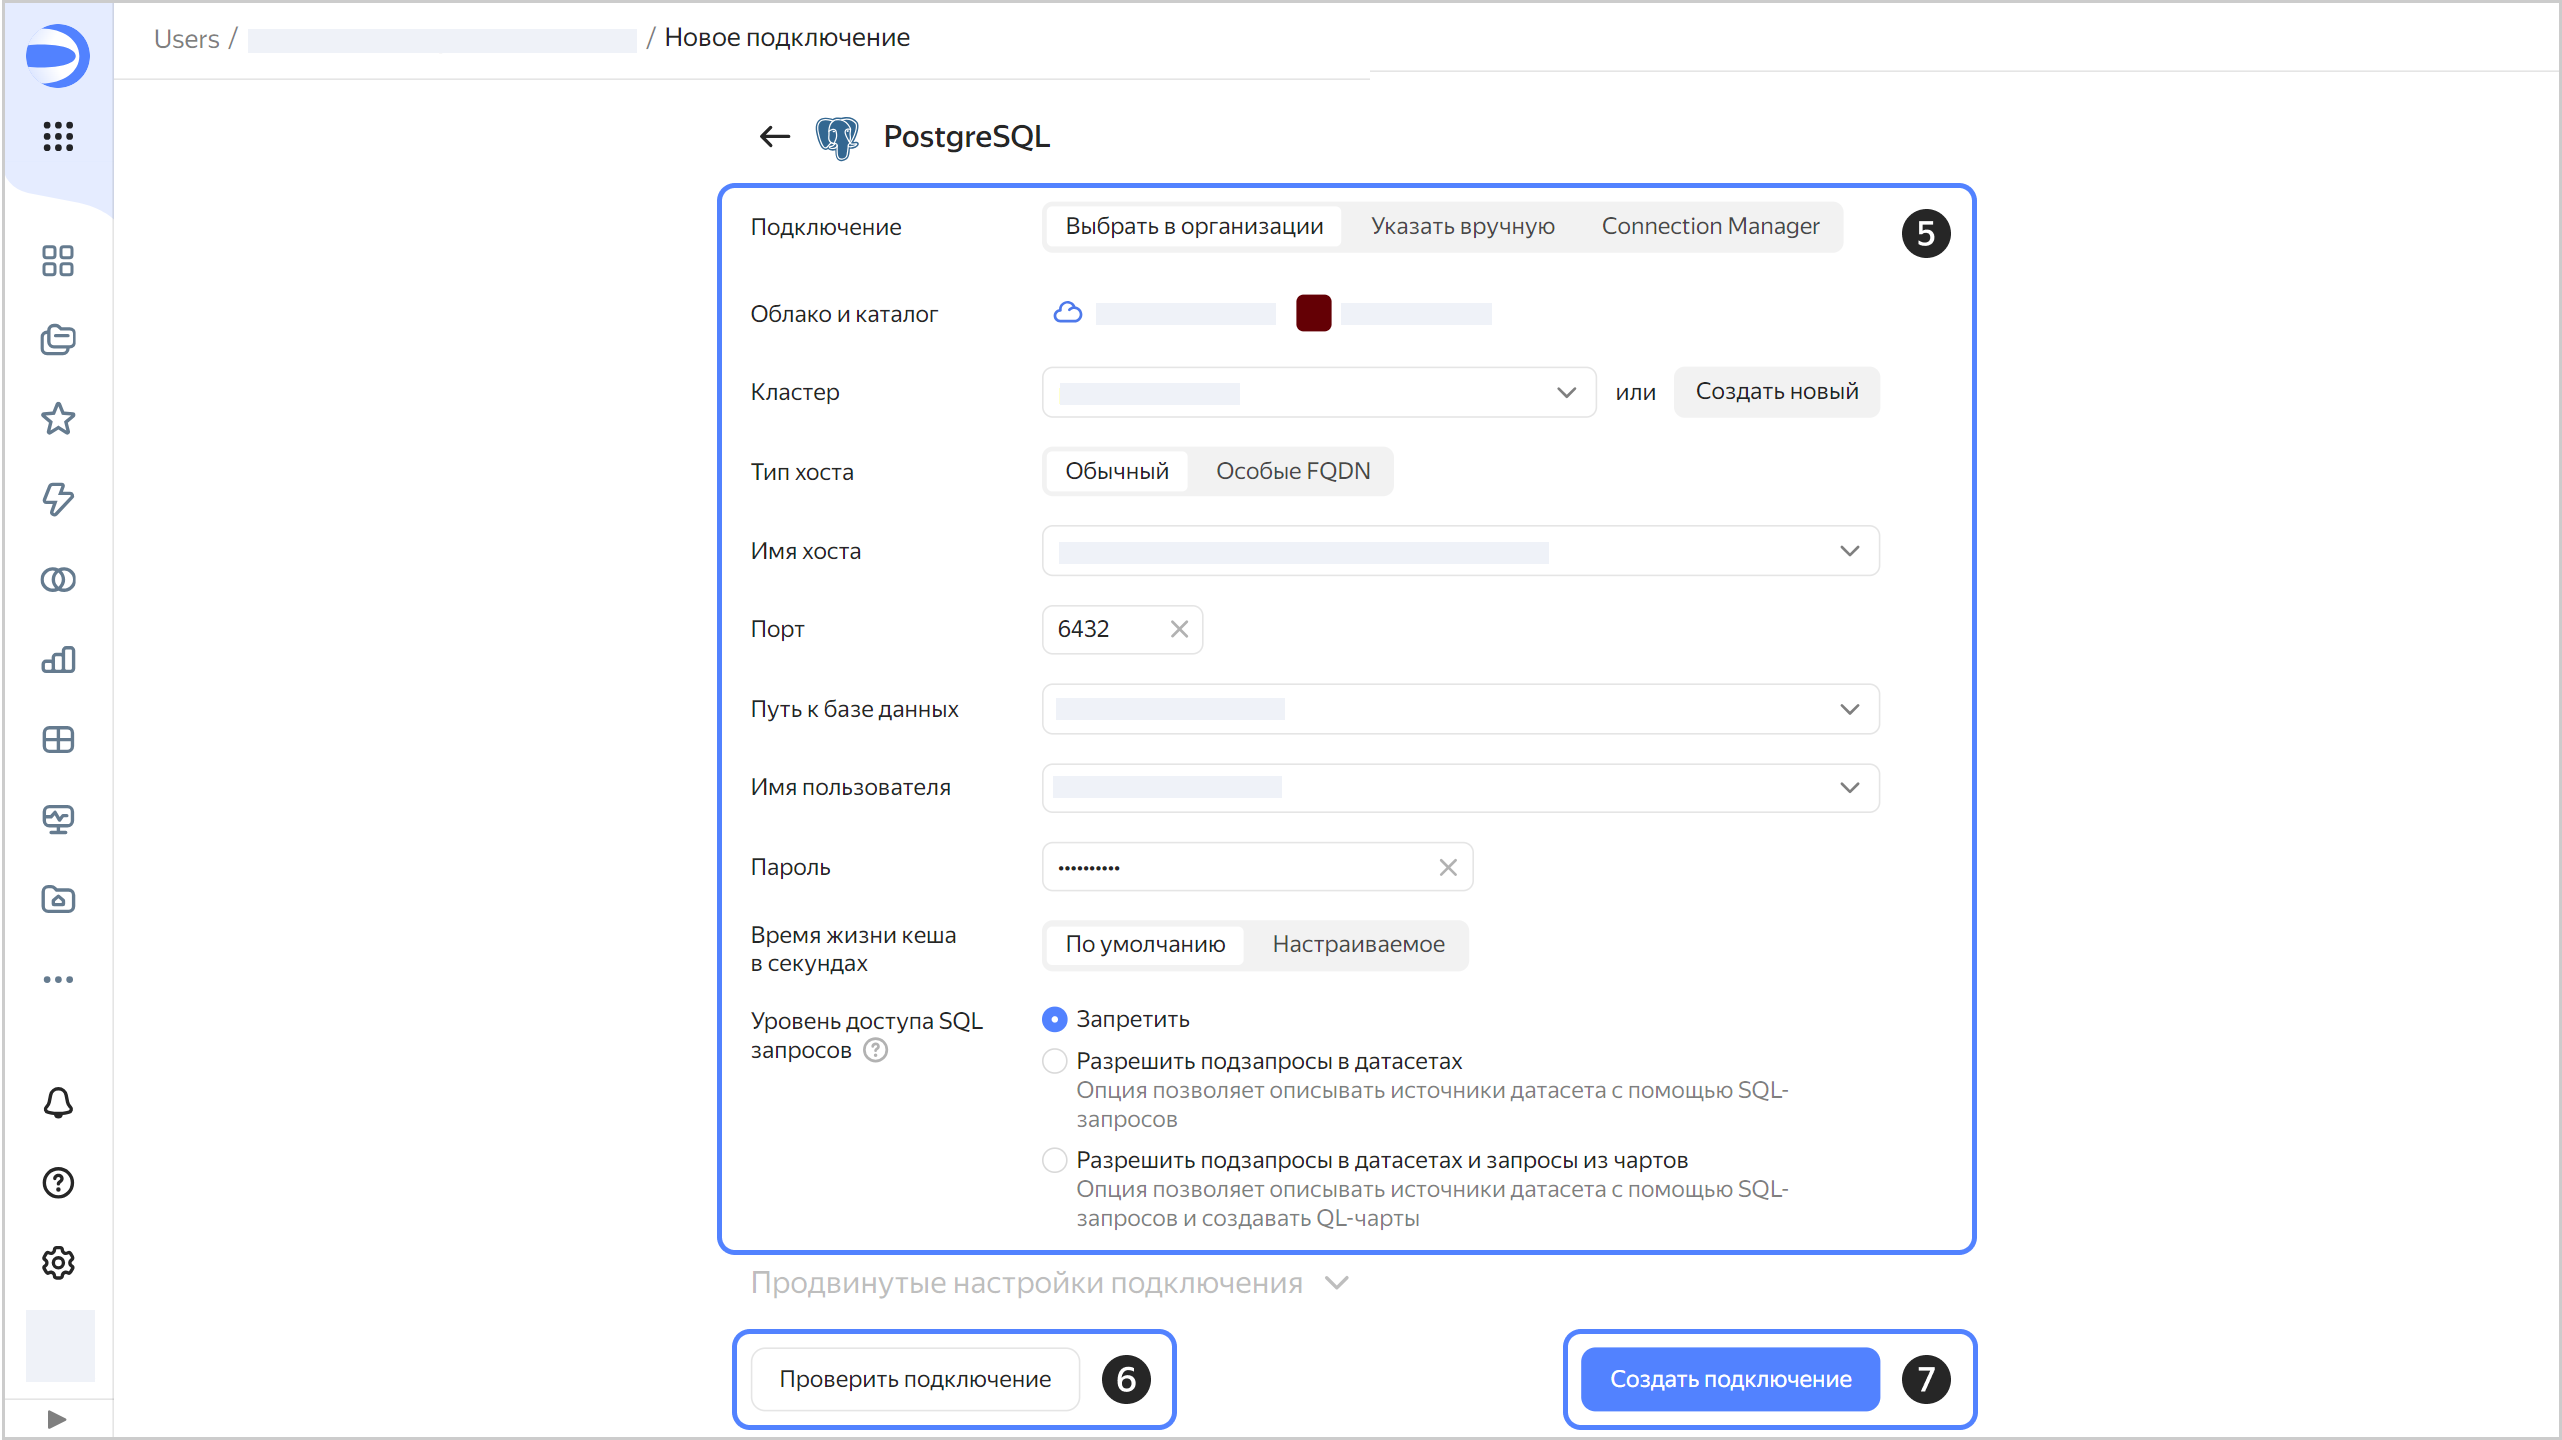 Users / / Новое подключение
PostgreSQL
Подключение Выбрать в организации Указать вручную Connection Manager 5
Облако и каталог
Кластер или Создать новый
Тип хоста Обычный Особые FQDN
Имя хоста
Порт 6432
Путь к базе данных
Имя пользователя
Пароль ••••••••••
Время жизни кеша
в секундах
По умолчанию Настраиваемое
Уровень доступа SQL
запросов ?
Запретить
Разрешить подзапросы в датасетах
Опция позволяет описывать источники датасета с помощью SQL-
запросов
Разрешить подзапросы в датасетах и запросы из чартов
Опция позволяет описывать источники датасета с помощью SQL-
запросов и создавать QL-чарты
Продвинутые настройки подключения
Проверить подключение 6 Создать подключение 7